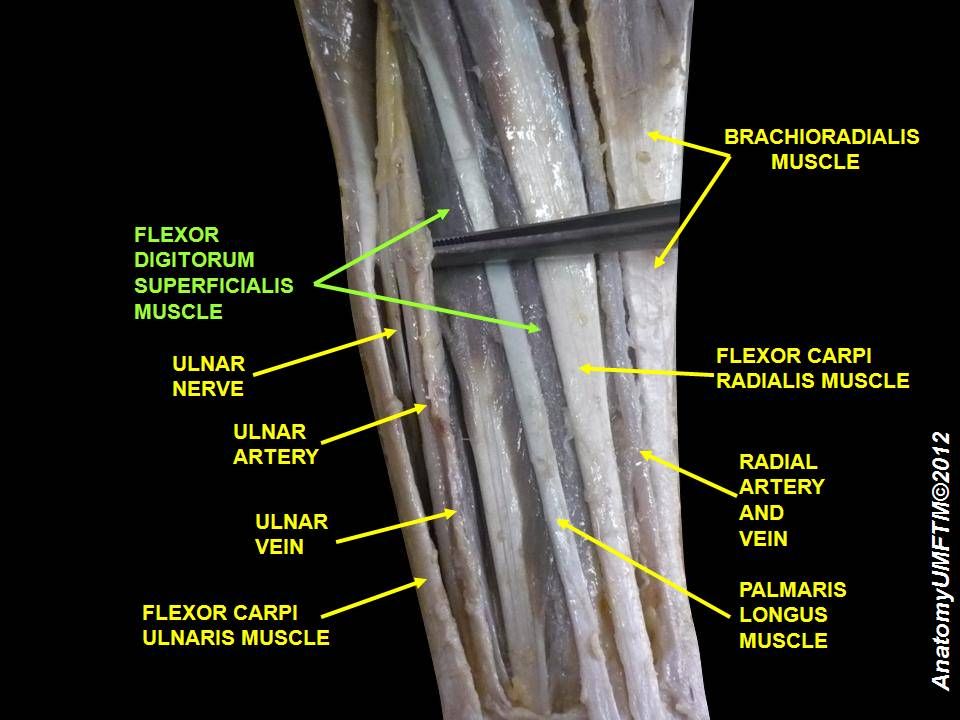 BRACHIORADIALIS
MUSCLE
FLEXOR
DIGITORUM
SUPERFICIALIS
MUSCLE
ULNAR
NERVE
FLEXOR CARPI
RADIALIS MUSCLE
ULNAR
ARTERY
RADIAL
ARTERY
AND
VEIN
ULNAR
VEIN
PALMARIS
LONGUS
MUSCLE
FLEXOR CARPI
ULNARIS MUSCLE
AnatomyUMFTM©2012